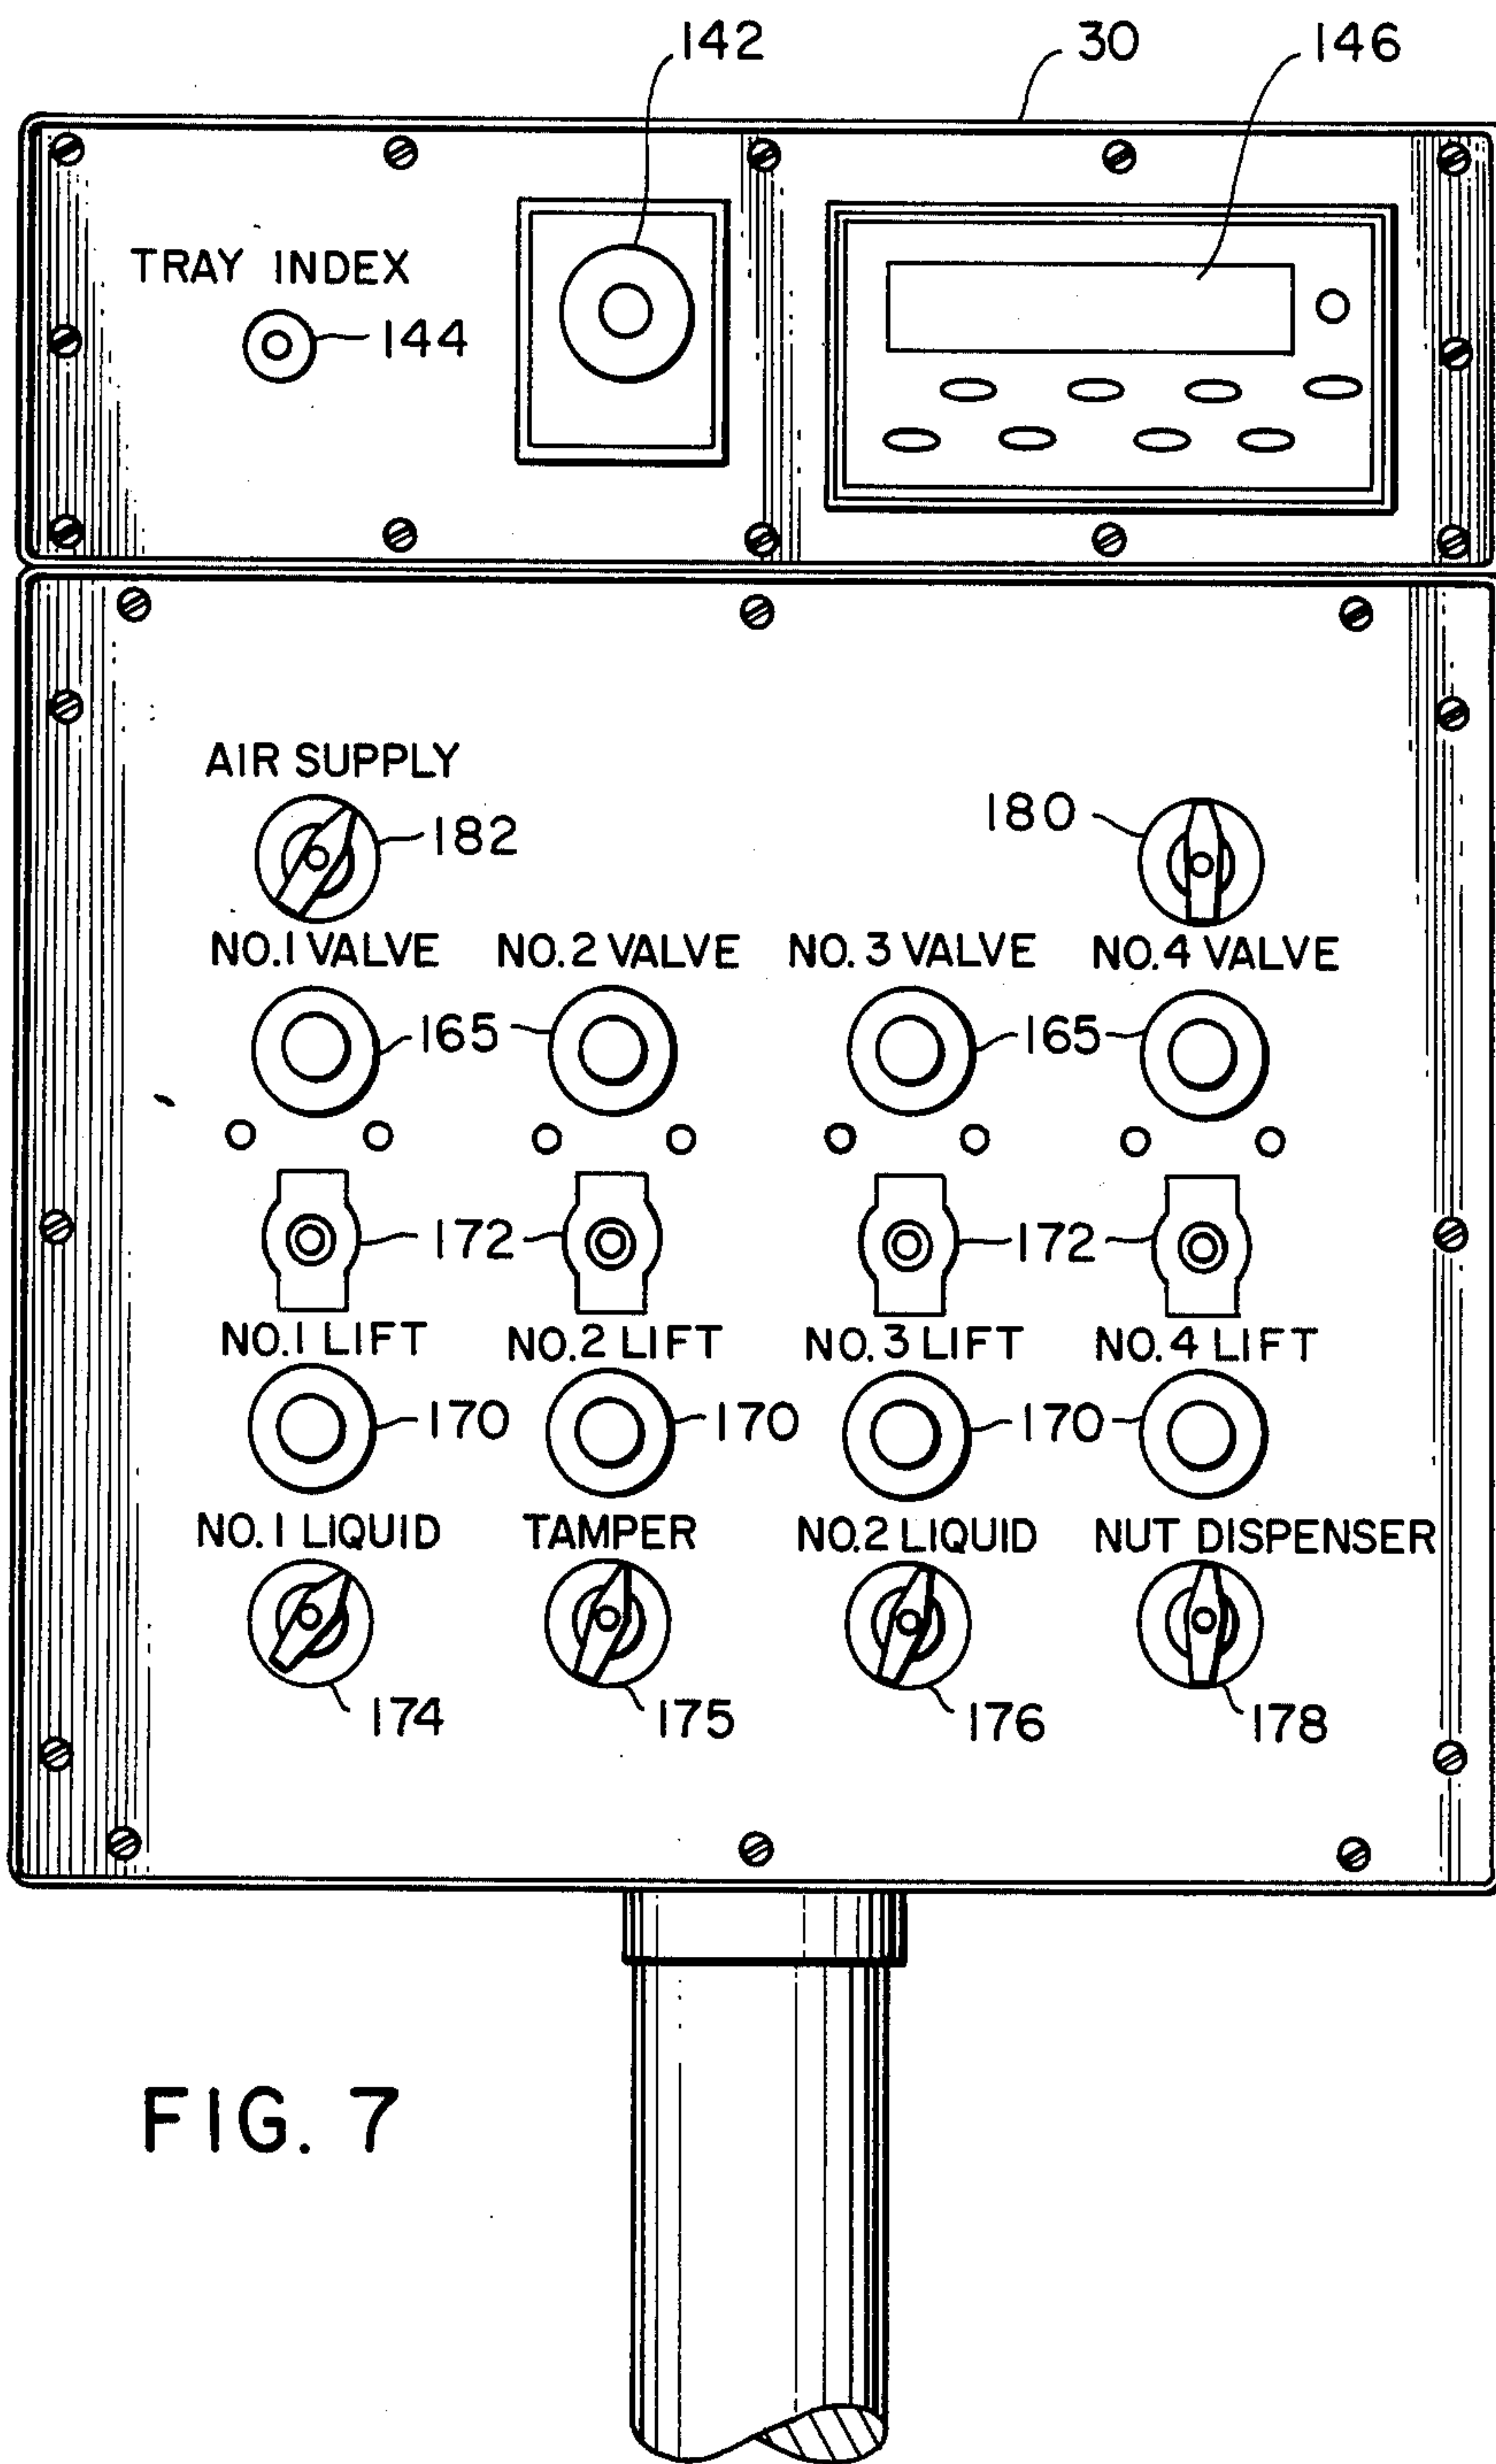 142 30 146
TRAY INDEX
144
AIR SUPPLY
182 180
NO.1 VALVE NO.2 VALVE NO.3 VALVE NO.4 VALVE
165 165
172 172
NO.1 LIFT NO.2 LIFT NO.3 LIFT NO.4 LIFT
170 170 170
NO.1 LIQUID TAMPER NO.2 LIQUID NUT DISPENSER
174 175 176 178
FIG. 7